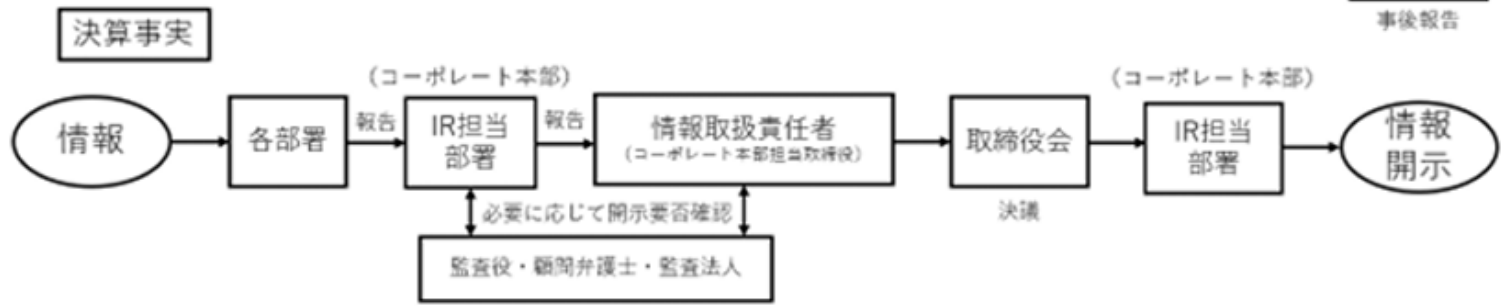 事後報告
決算事実
(コーポレート本部)
(コーポレート本部)
情報
各部署
報告
IR担当
部署
報告
情報取扱責任者
(コーポレート本部担当取締役)
取締役会
IR担当
部署
情報
開示
必要に応じて開示要否確認
決議
監査役・顧問弁護士・監査法人